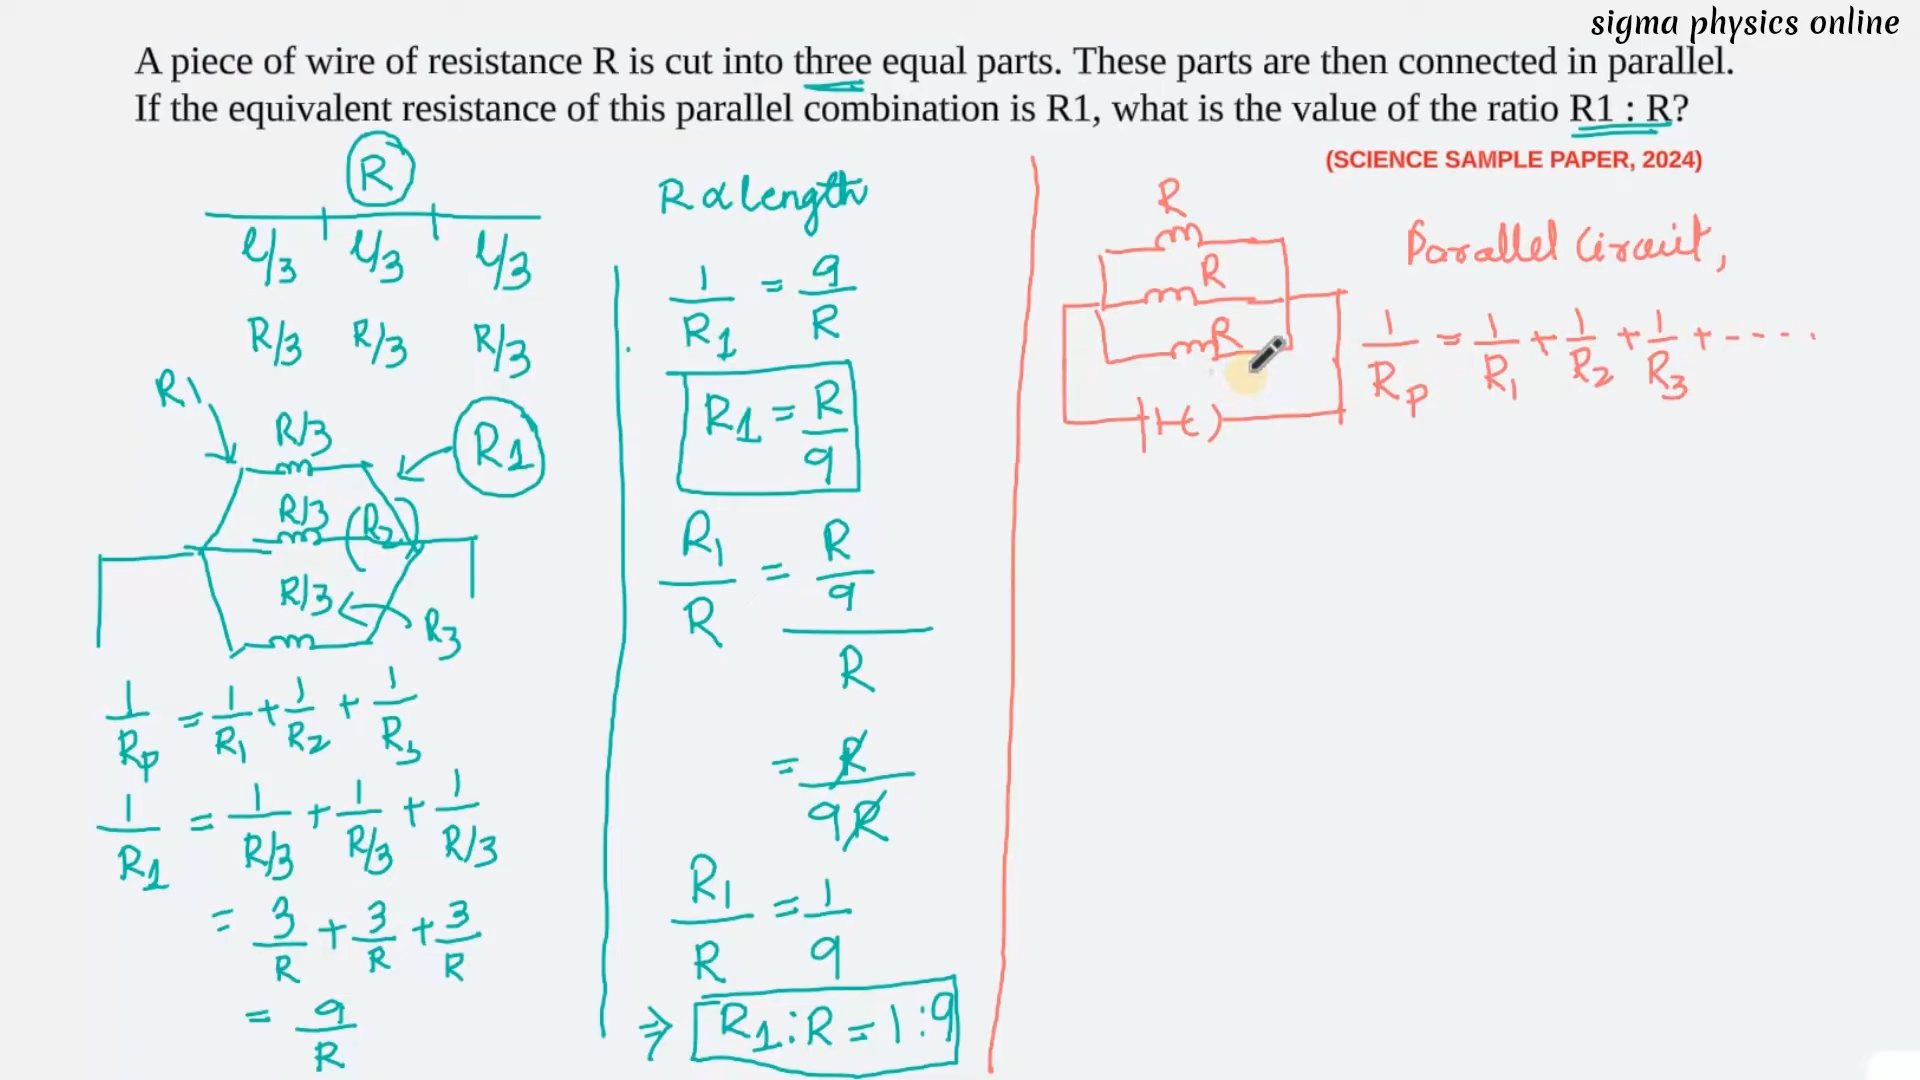 sigma physics online
A piece of wire of resistance R is cut into three equal parts. These parts are then connected in parallel.
If the equivalent resistance of this parallel combination is R1, what is the value of the ratio R1 : R?
(SCIENCE SAMPLE PAPER, 2024)
R
l/3 l/3 l/3
R/3 R/3 R/3
R1
R/3
R1
R/3 (R2)
R/3
R3
1/Rp = 1/R1 + 1/R2 + 1/R3
1/R1 = 1/R/3 + 1/R/3 + 1/R/3
= 3/R + 3/R + 3/R
= 9/R
R α length
1/R1 = 9/R
R1 = R/9
R1/R = R/9/R
= R/9R
R1/R = 1/9
⇒ R1 : R = 1 : 9
R
R
R
Parallel Circuit,
1/Rp = 1/R1 + 1/R2 + 1/R3 + ----.